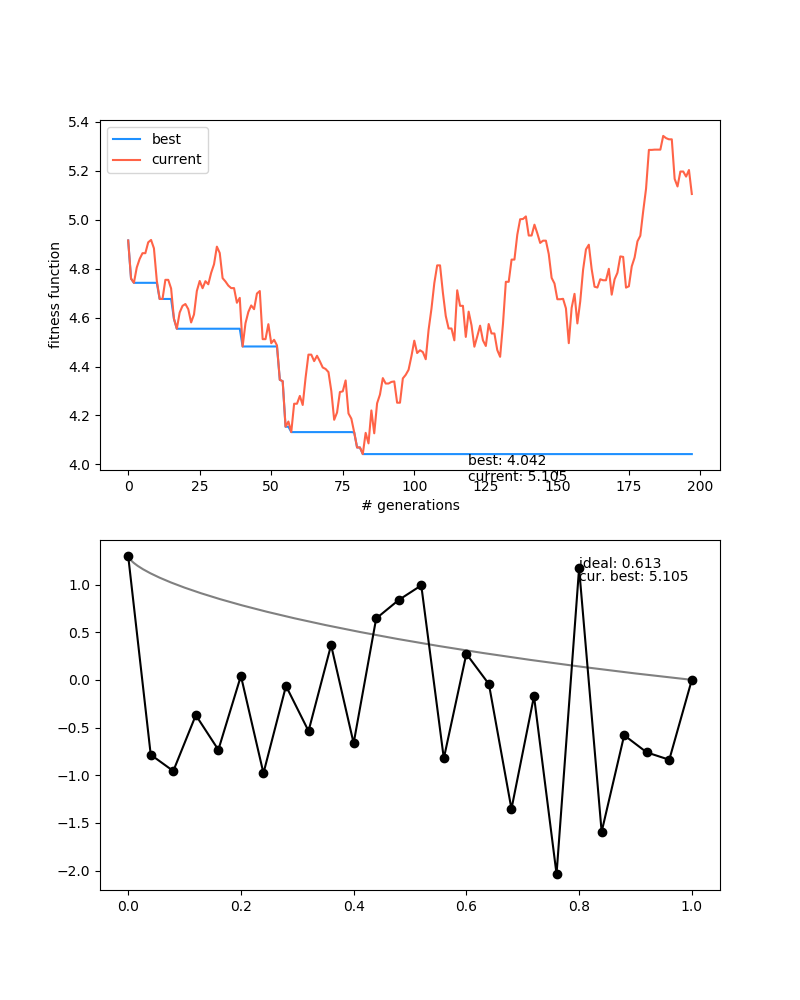 5.4
best
current
5.2
5.0
4.8
4.6
4.4
4.2
4.0
fitness function
best: 4.042
current: 5.105
0 25 50 75 100 125 150 175 200
# generations
ideal: 0.613
cur. best: 5.105
1.0
0.5
0.0
−0.5
−1.0
−1.5
−2.0
0.0 0.2 0.4 0.6 0.8 1.0